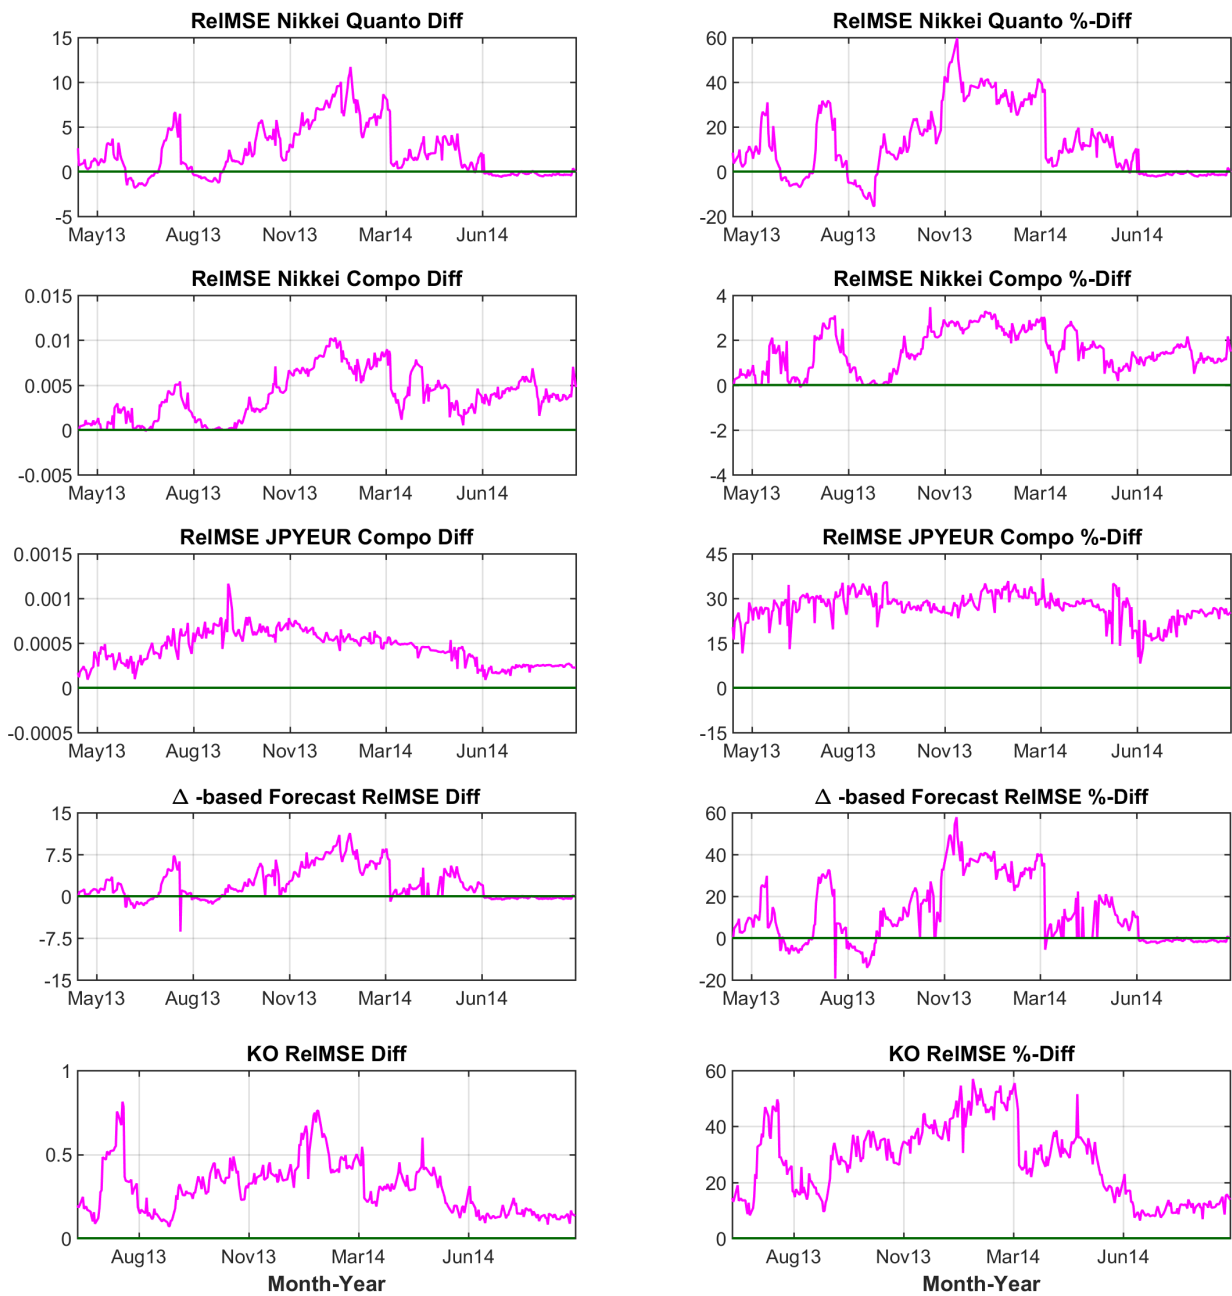 RelMSE Nikkei Quanto Diff
15
10
5
0
-5
May13 Aug13 Nov13 Mar14 Jun14
RelMSE Nikkei Quanto %-Diff
60
40
20
0
-20
May13 Aug13 Nov13 Mar14 Jun14
RelMSE Nikkei Compo Diff
0.015
0.01
0.005
0
-0.005
May13 Aug13 Nov13 Mar14 Jun14
RelMSE Nikkei Compo %-Diff
4
2
0
-2
-4
May13 Aug13 Nov13 Mar14 Jun14
RelMSE JPYEUR Compo Diff
0.0015
0.001
0.0005
0
-0.0005
May13 Aug13 Nov13 Mar14 Jun14
RelMSE JPYEUR Compo %-Diff
45
30
15
0
-15
May13 Aug13 Nov13 Mar14 Jun14
Δ -based Forecast RelMSE Diff
15
7.5
0
-7.5
-15
May13 Aug13 Nov13 Mar14 Jun14
Δ -based Forecast RelMSE %-Diff
60
40
20
0
-20
May13 Aug13 Nov13 Mar14 Jun14
KO RelMSE Diff
1
0.5
0
Aug13 Nov13 Mar14 Jun14
Month-Year
KO RelMSE %-Diff
60
40
20
0
Aug13 Nov13 Mar14 Jun14
Month-Year